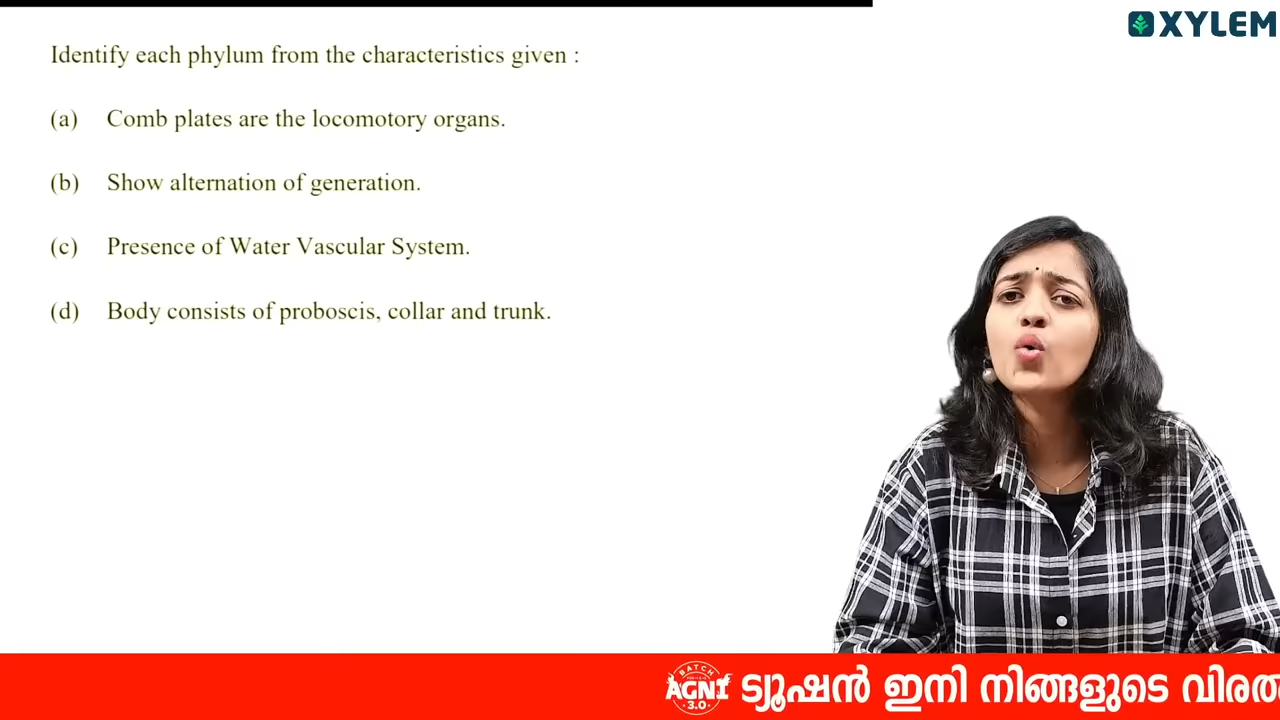 XYLEM
Identify each phylum from the characteristics given :
(a) Comb plates are the locomotory organs.
(b) Show alternation of generation.
(c) Presence of Water Vascular System.
(d) Body consists of proboscis, collar and trunk.
BATCH
AGNI
3.0
ട്യൂഷൻ ഇനി നിങ്ങളുടെ